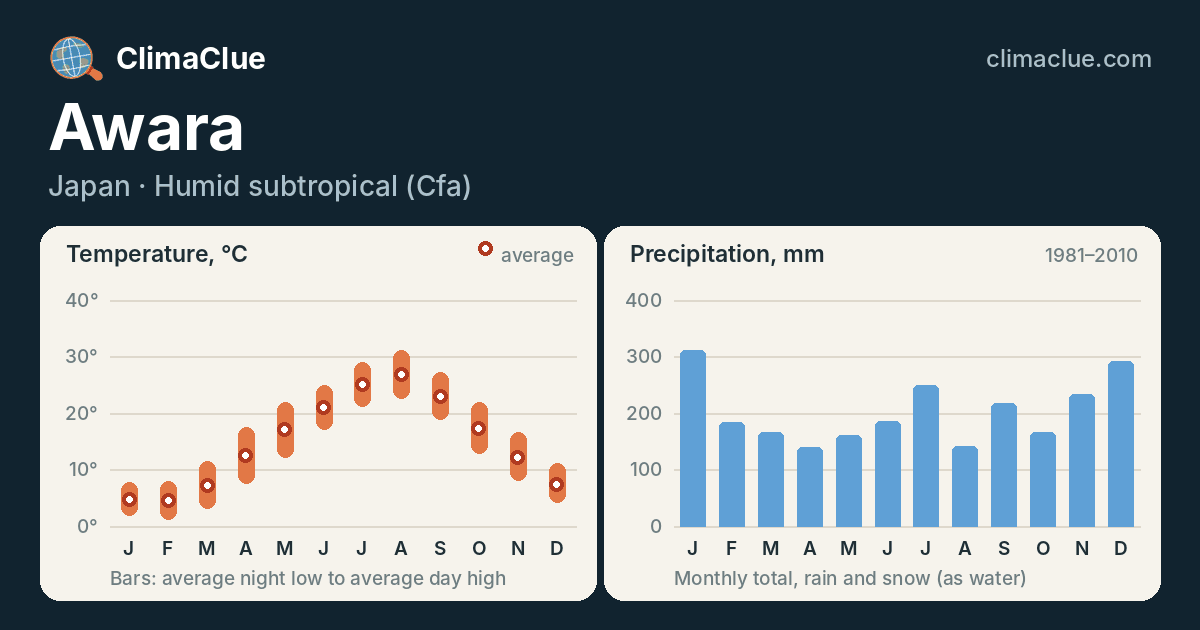 ClimaClue
climaclue.com
Awara
Japan · Humid subtropical (Cfa)
Temperature, °C
average
40°
30°
20°
10°
0°
J F M A M J J A S O N D
Bars: average night low to average day high
Precipitation, mm
1981–2010
400
300
200
100
0
J F M A M J J A S O N D
Monthly total, rain and snow (as water)